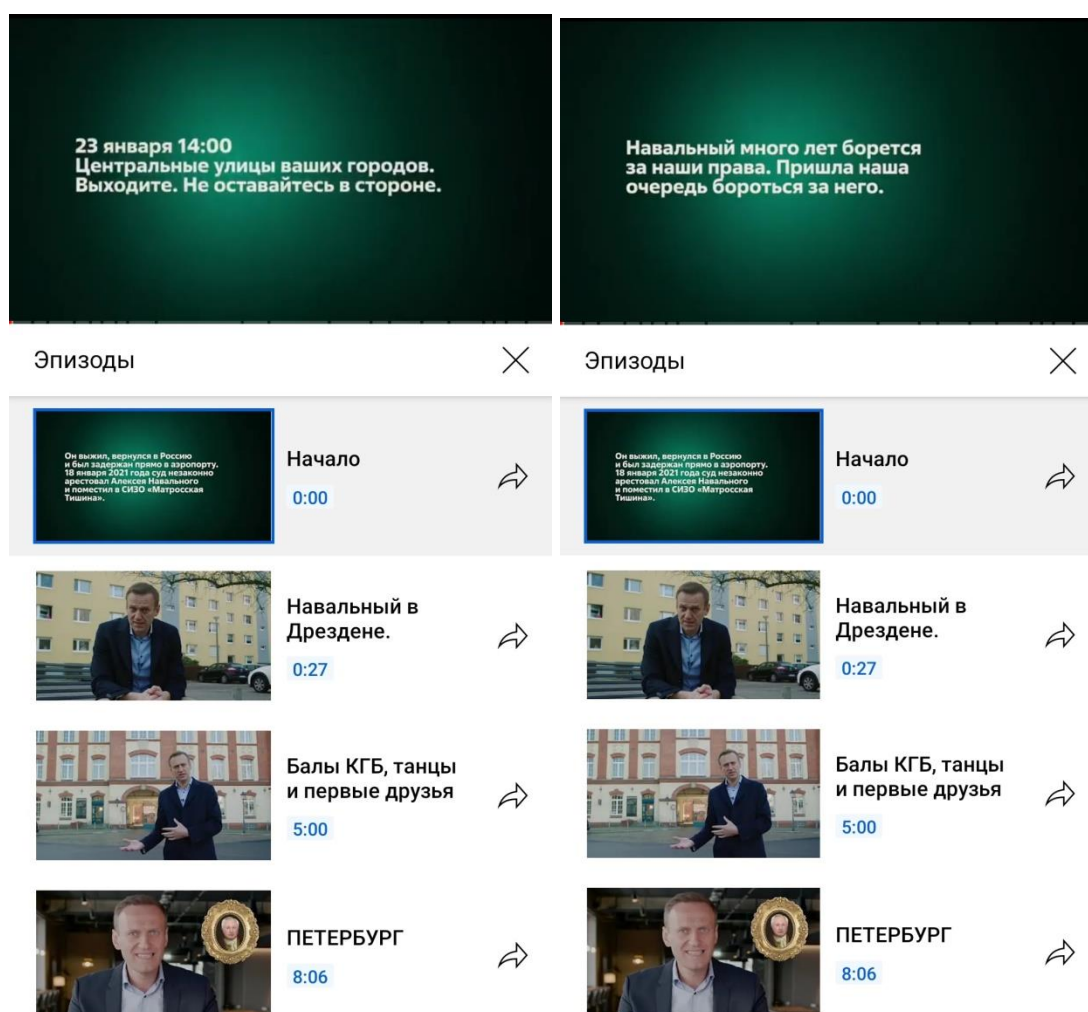 23 января 14:00
Центральные улицы ваших городов.
Выходите. Не оставайтесь в стороне.
Эпизоды
Он выжил, вернулся в Россию
и был задержан прямо в аэропорту.
18 января 2021 года суд незаконно
арестовал Алексея Навального
и поместил в СИЗО «Матросская
Тишина».
Начало
0:00
Навальный в
Дрездене.
0:27
Балы КГБ, танцы
и первые друзья
5:00
ПЕТЕРБУРГ
8:06
Навальный много лет борется
за наши права. Пришла наша
очередь бороться за него.
Эпизоды
Он выжил, вернулся в Россию
и был задержан прямо в аэропорту.
18 января 2021 года суд незаконно
арестовал Алексея Навального
и поместил в СИЗО «Матросская
Тишина».
Начало
0:00
Навальный в
Дрездене.
0:27
Балы КГБ, танцы
и первые друзья
5:00
ПЕТЕРБУРГ
8:06